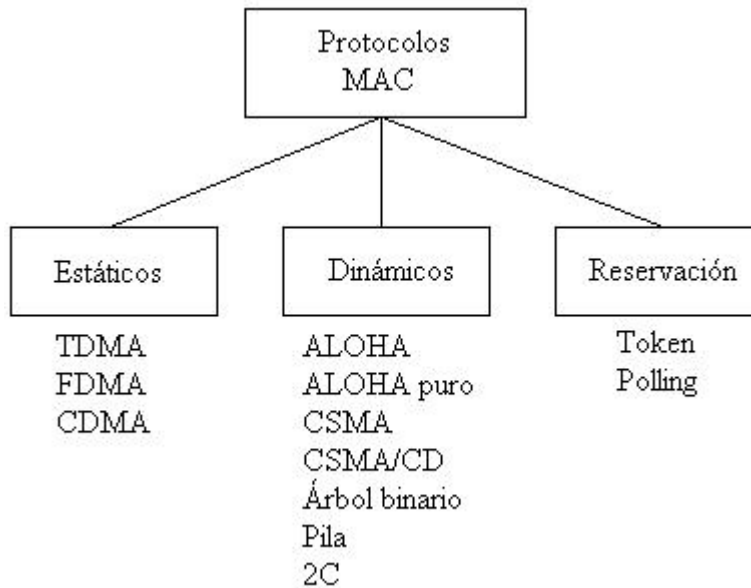 Protocolos
MAC
Estáticos
Dinámicos
Reservación
TDMA
FDMA
CDMA
ALOHA
ALOHA puro
CSMA
CSMA/CD
Árbol binario
Pila
2C
Token
Polling